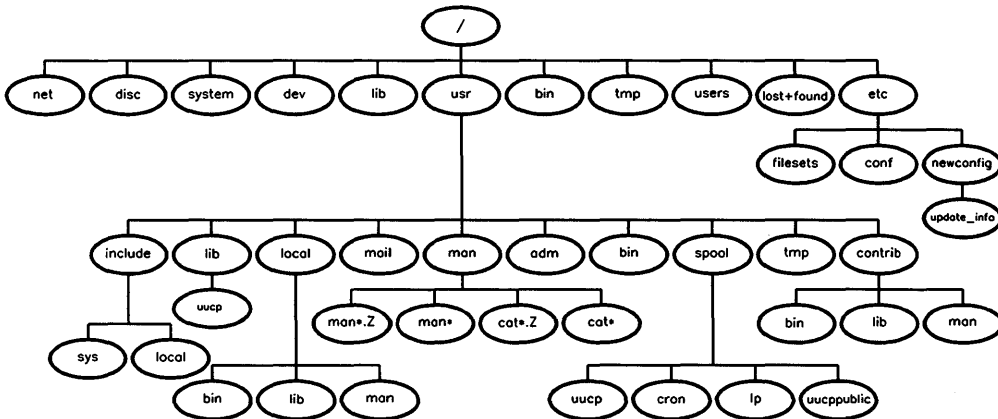 /
net disc system dev lib usr bin tmp users lost+found etc
filesets conf newconfig
update_info
include lib local mail man adm bin spool tmp contrib
uucp man*.Z man* cat*.Z cat* bin lib man
sys local
bin lib man uucp cron lp uucppublic